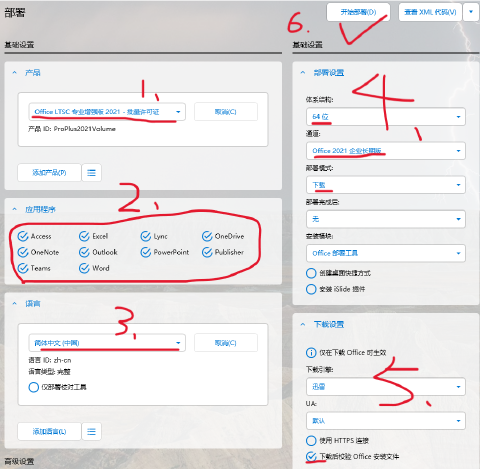 部署
6.
开始部署(D)
查看 XML 代码(V)
基础设置
产品
1.
Office LTSC 专业增强版 2021 - 批量许可证
取消(C)
产品 ID: ProPlus2021Volume
添加产品(P)
应用程序
2.
Access
Excel
Lync
OneDrive
OneNote
Outlook
PowerPoint
Publisher
Teams
Word
语言
3.
简体中文 (中国)
取消(C)
语言 ID: zh-cn
语言类型: 完整
仅部署校对工具
添加语言(L)
高级设置
基础设置
部署设置
4.
体系结构:
64 位
通道:
Office 2021 企业长期版
部署模式:
下载
部署完成后:
无
安装模块:
Office 部署工具
创建桌面快捷方式
安装 iSlide 插件
下载设置
仅在下载 Office 时生效
5.
下载引擎:
迅雷
UA:
默认
使用 HTTPS 连接
下载后校验 Office 安装文件